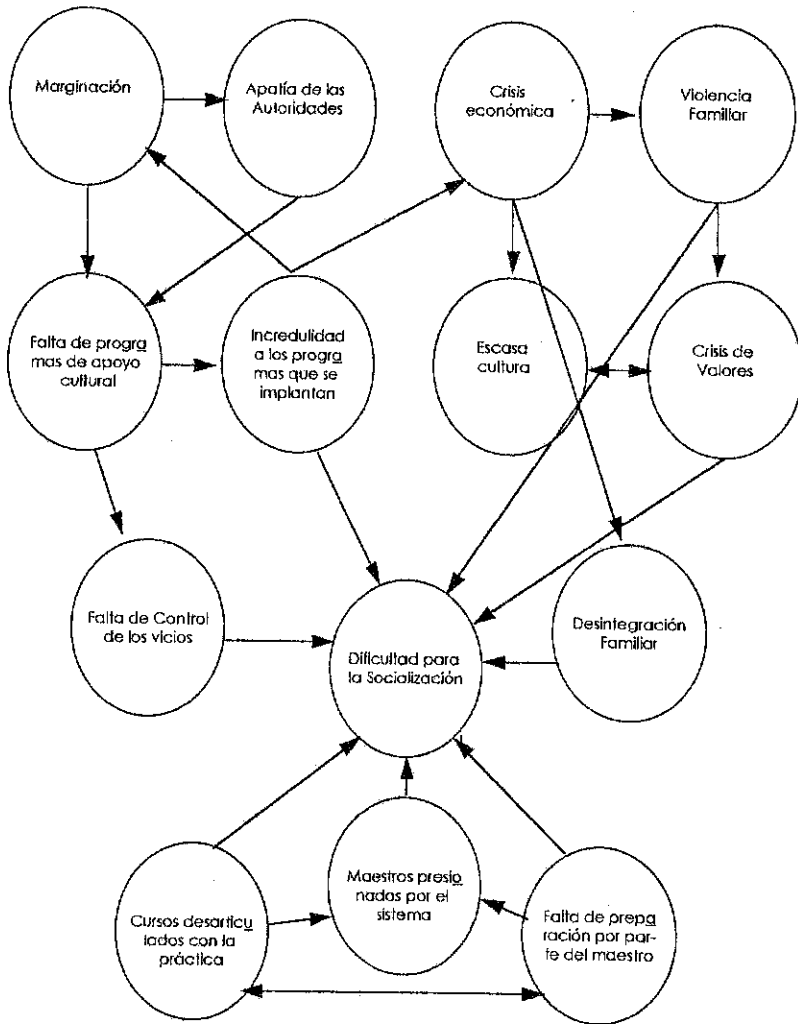 Marginación
Apatía de las
Autoridades
Crisis
económica
Violencia
Familiar
Falta de progra
mas de apoyo
cultural
Incredulidad
a los progra
mas que se
implantan
Escasa
cultura
Crisis de
Valores
Falta de Control
de los vicios
Dificultad para
la Socialización
Desintegración
Familiar
Cursos desarticu
lados con la
práctica
Maestros presio
nadas por el
sistema
Falta de prepa
ración por par-
te del maestro